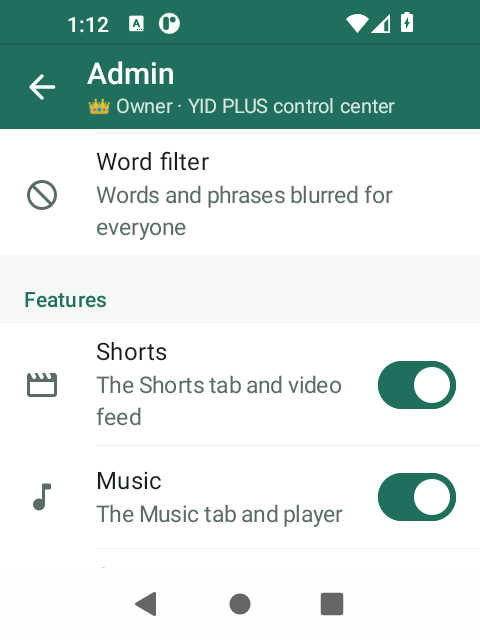 1:12
A
Admin
👑 Owner · YID PLUS control center
Word filter
Words and phrases blurred for
everyone
Features
Shorts
The Shorts tab and video
feed
Music
The Music tab and player